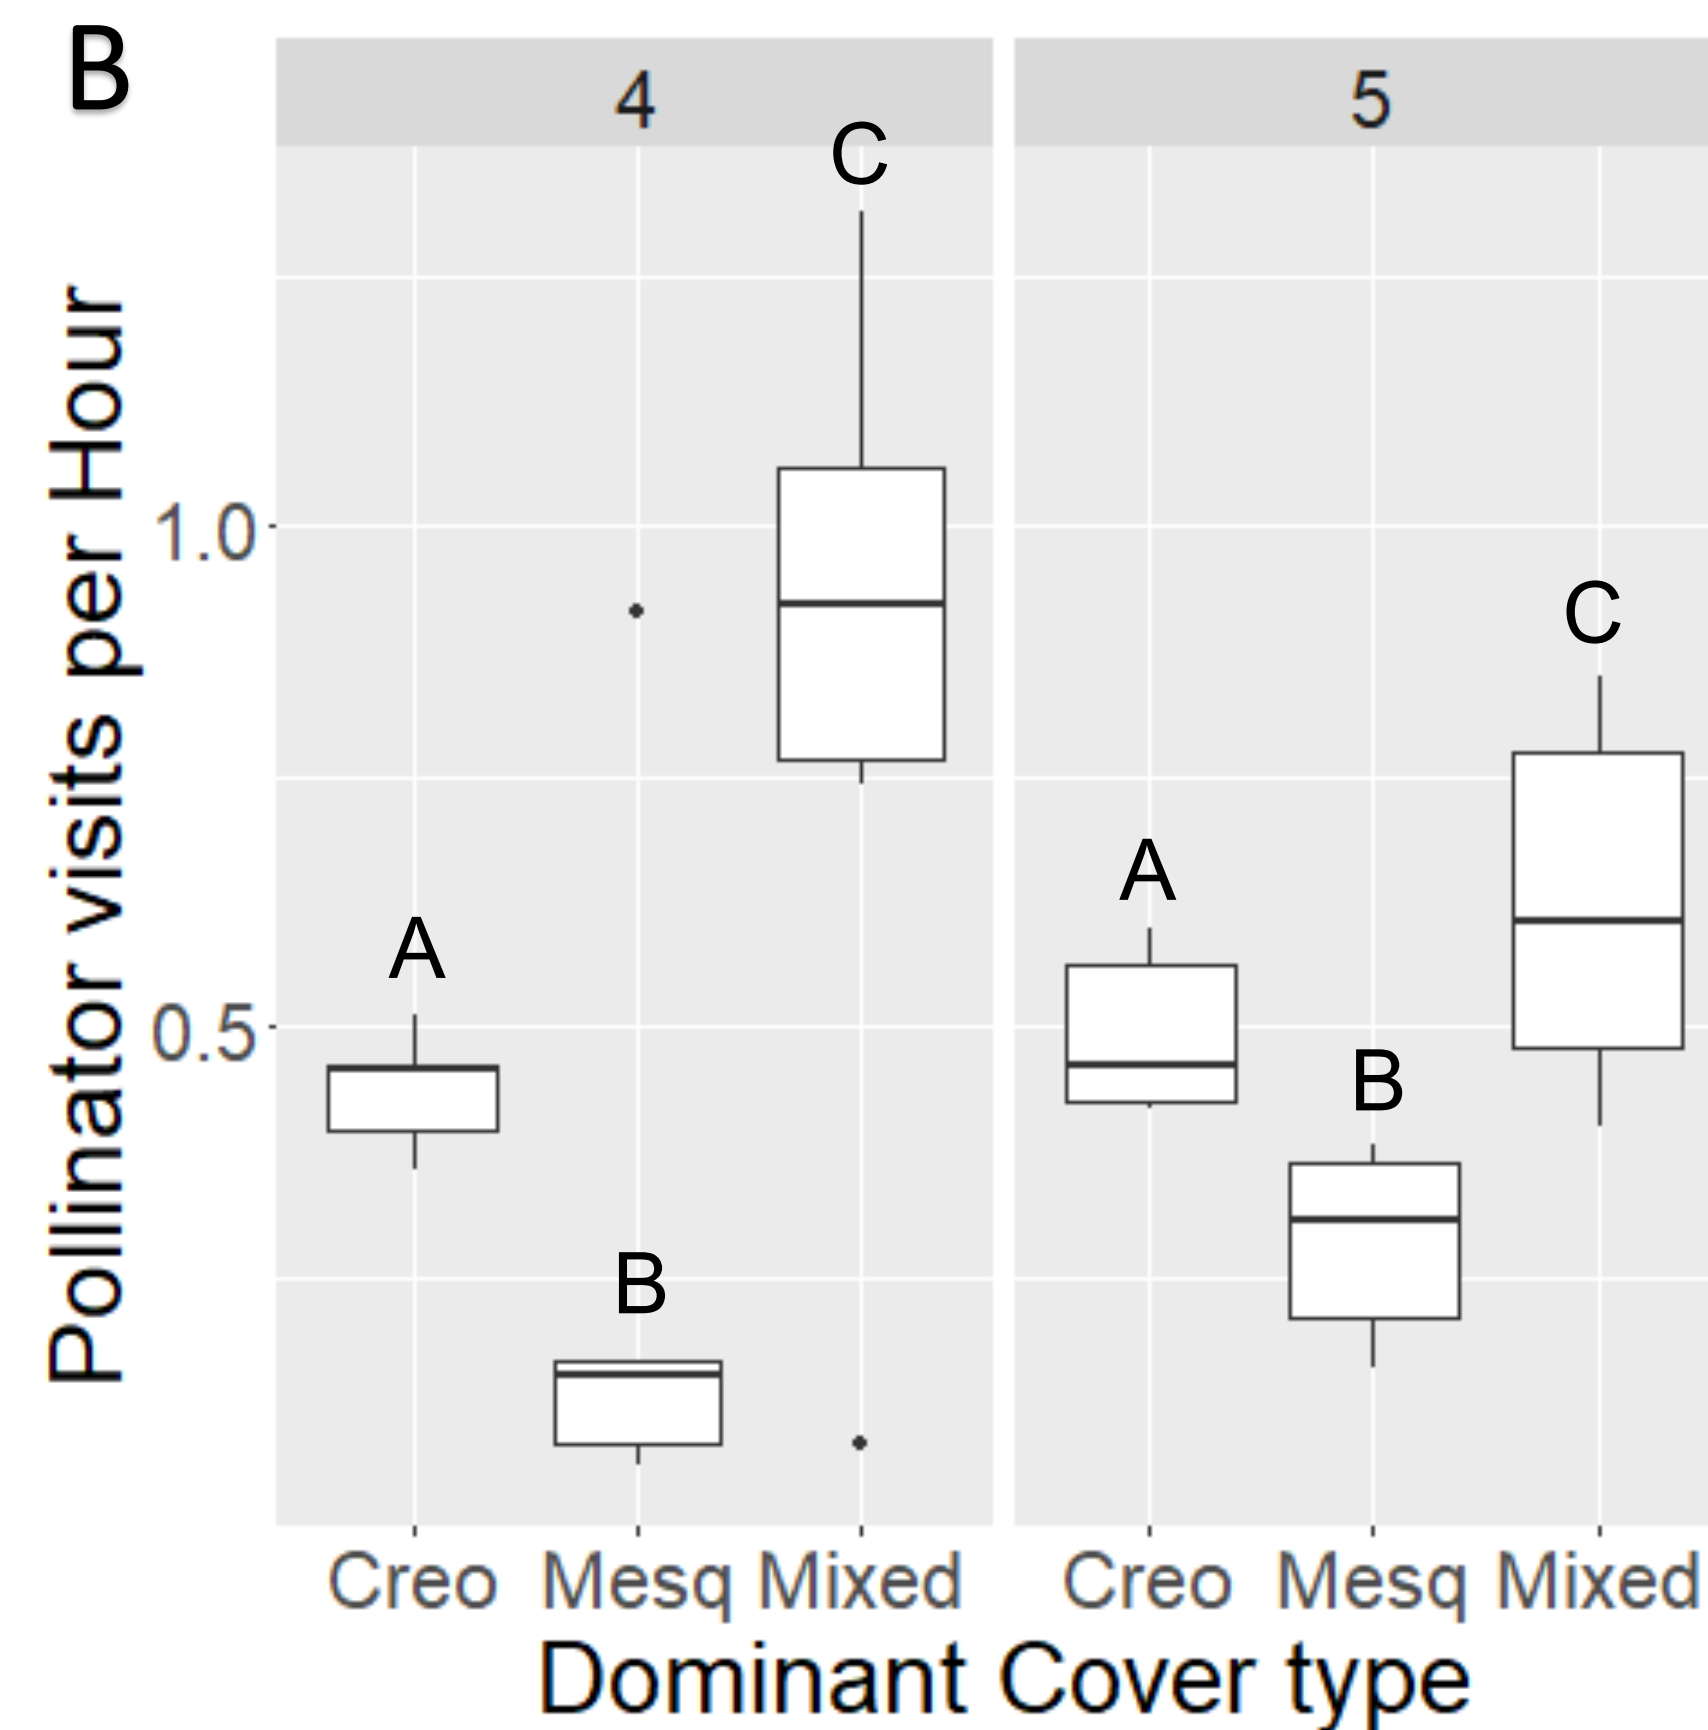 B
4
5
C
C
A
A
B
B
Pollinator visits per Hour
1.0
0.5
Creo Mesq Mixed Creo Mesq Mixed
Dominant Cover type